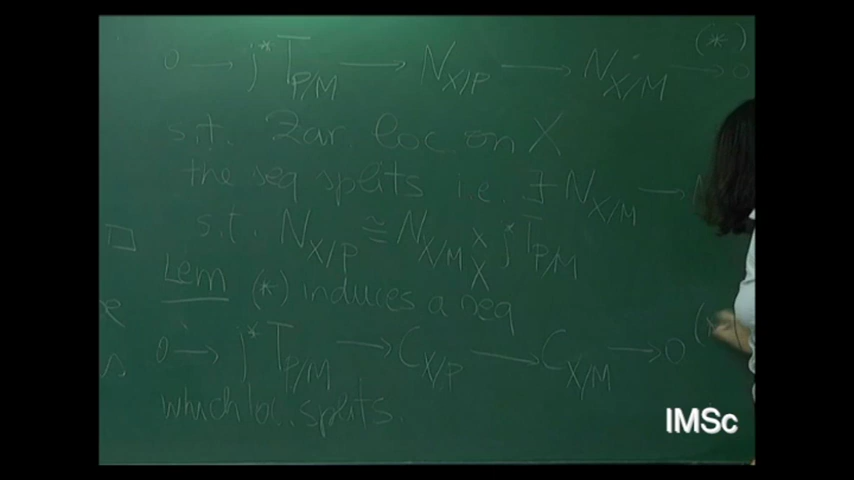 (*)
0 → j* T_{P/M} → N_{X/P} → N_{X/M} → 0
s.t. Zar loc on X
the seq splits i.e. ∃ N_{X/M} → N
s.t. N_{X/P} ≅ N_{X/M} ×_X j* T_{P/M}
Lem (*) induces a seq
0 → j* T_{P/M} → C_{X/P} → C_{X/M} → 0
which loc. splits.
IMSc